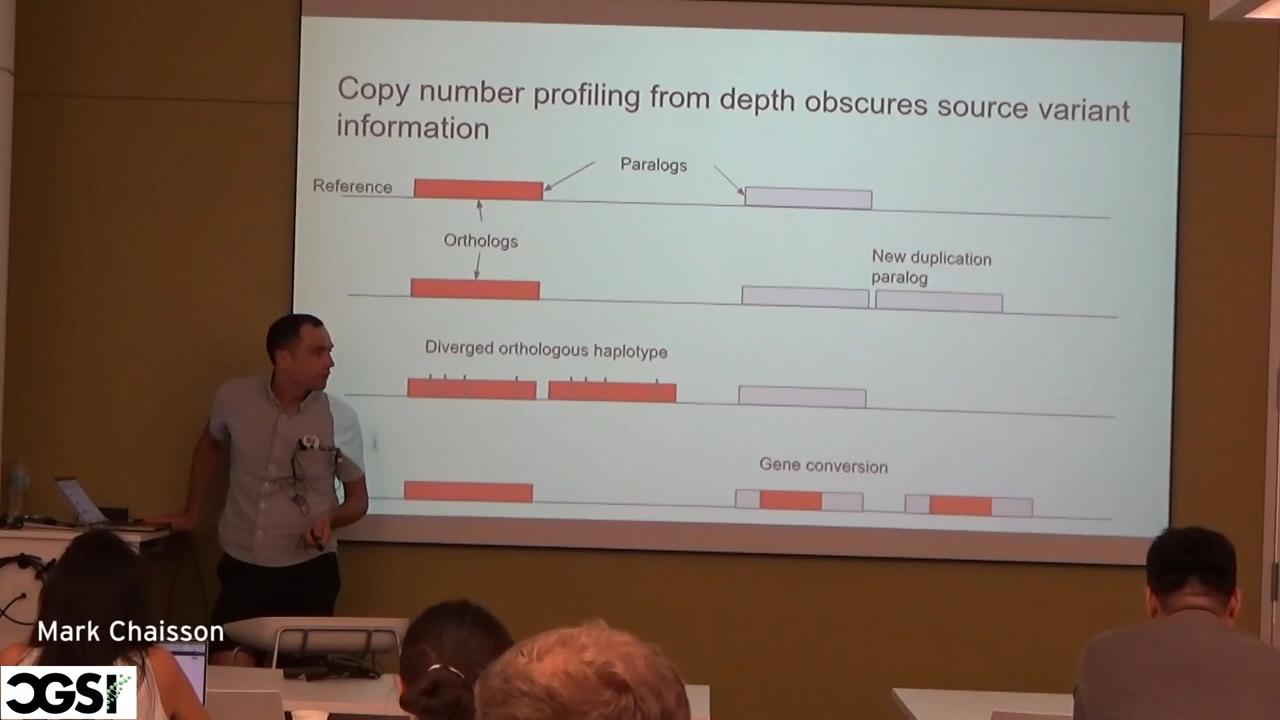 Copy number profiling from depth obscures source variant
information
Paralogs
Reference
Orthologs
New duplication
paralog
Diverged orthologous haplotype
Gene conversion
Mark Chaisson
CGSI